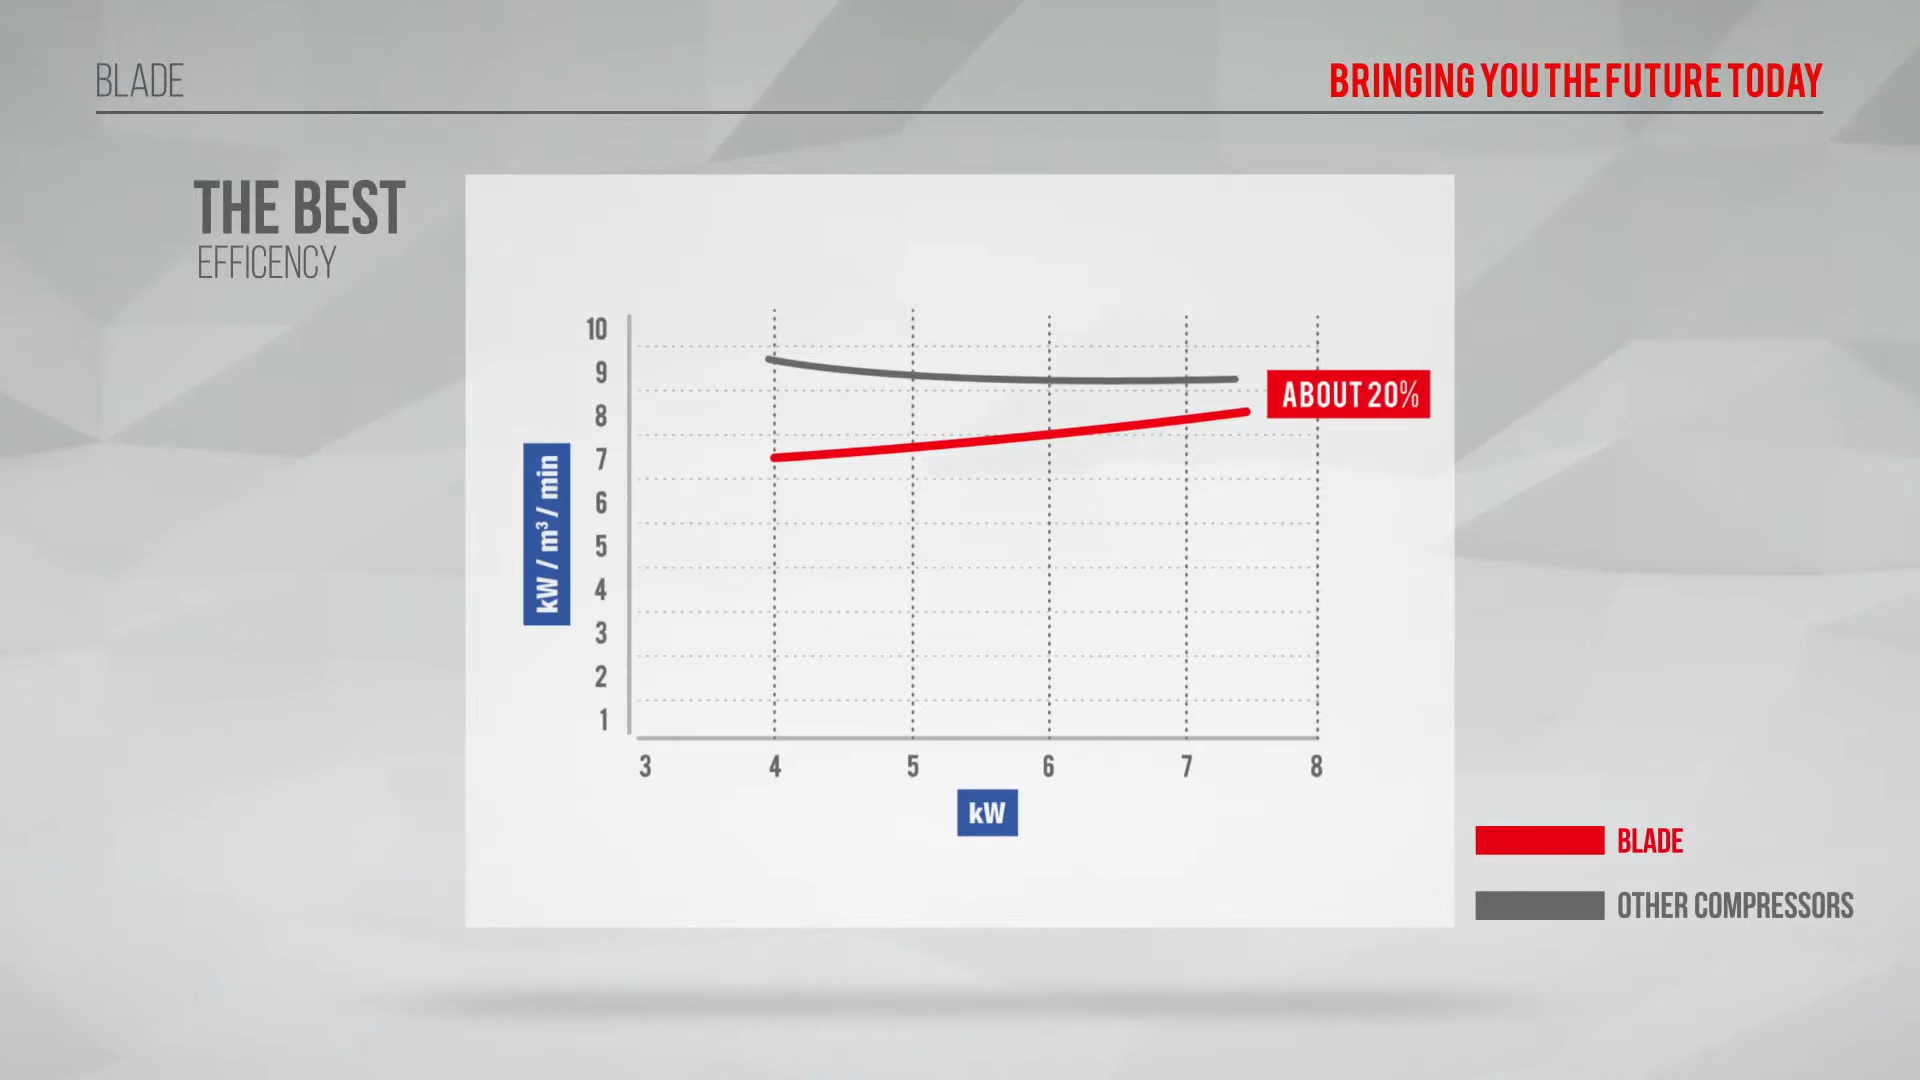 BLADE
BRINGING YOU THE FUTURE TODAY
THE BEST
EFFICENCY
10
9
8
7
6
5
4
3
2
1
kW / m³ / min
ABOUT 20%
3 4 5 6 7 8
kW
BLADE
OTHER COMPRESSORS